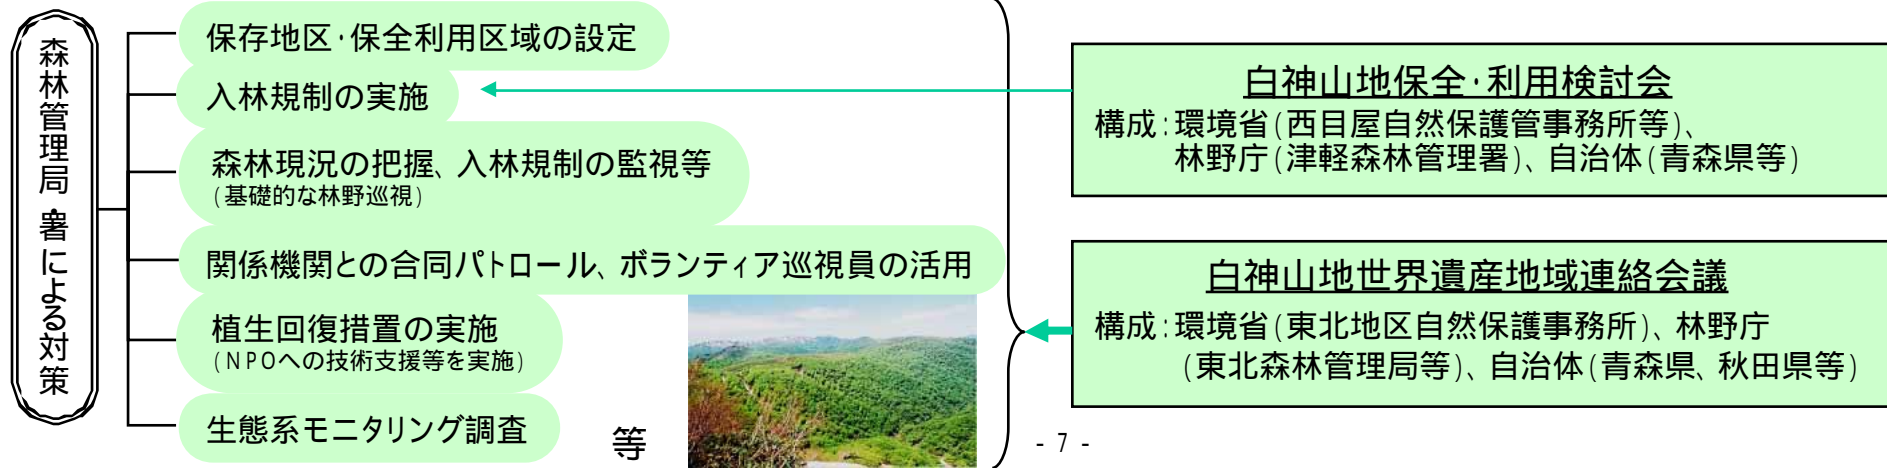 森林管理局・署による対策
保存地区・保全利用区域の設定
入林規制の実施
森林現況の把握、入林規制の監視等
(基礎的な林野巡視)
関係機関との合同パトロール、ボランティア巡視員の活用
植生回復措置の実施
(NPOへの技術支援等を実施)
生態系モニタリング調査
等
白神山地保全・利用検討会
構成:環境省(西目屋自然保護管事務所等)、
林野庁(津軽森林管理署)、自治体(青森県等)
白神山地世界遺産地域連絡会議
構成:環境省(東北地区自然保護事務所)、林野庁
(東北森林管理局等)、自治体(青森県、秋田県等)
- 7 -